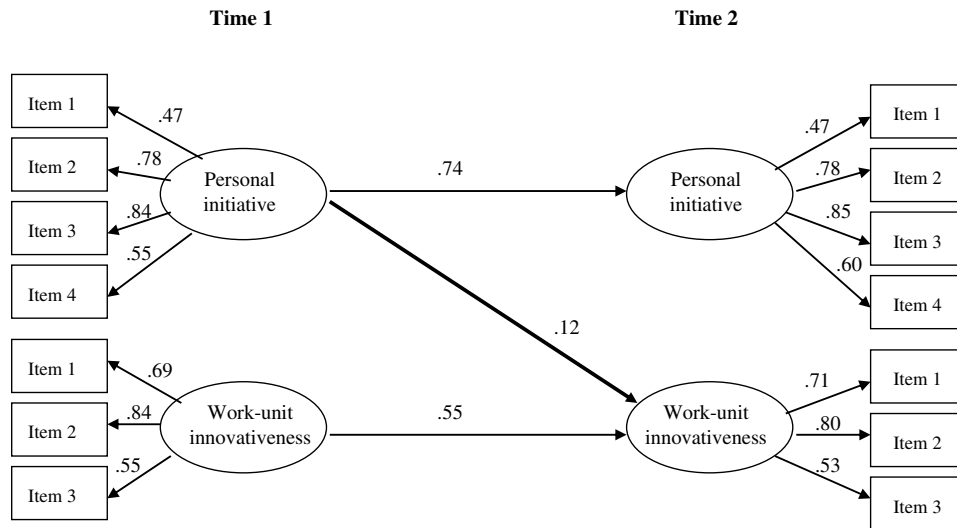 Time 1
Time 2
Item 1
Item 2
Item 3
Item 4
.47
.78
.84
.55
Personal
initiative
.74
Personal
initiative
.47
.78
.85
.60
Item 1
Item 2
Item 3
Item 4
.12
Item 1
Item 2
Item 3
.69
.84
.55
Work-unit
innovativeness
.55
Work-unit
innovativeness
.71
.80
.53
Item 1
Item 2
Item 3